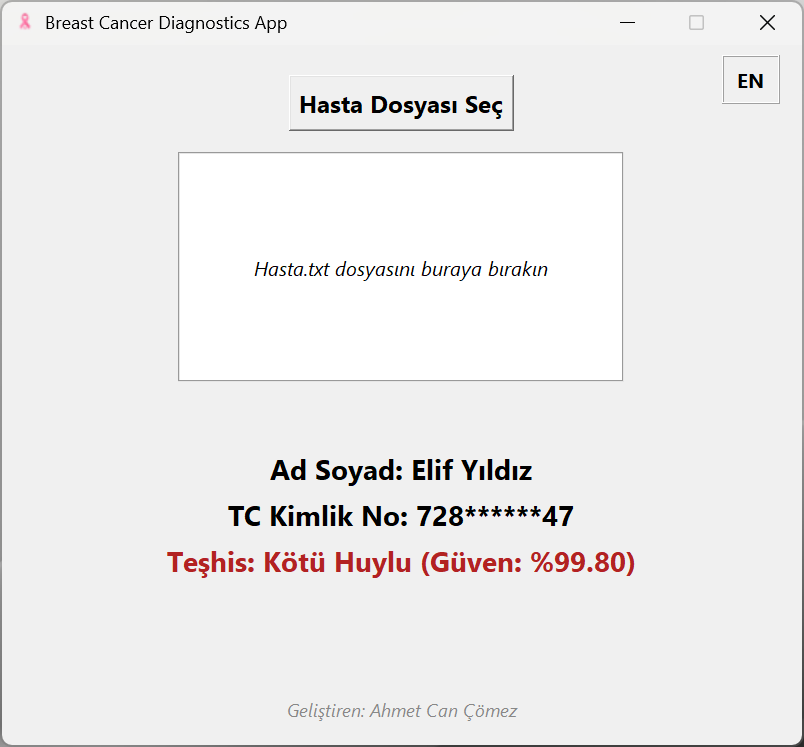 Breast Cancer Diagnostics App
EN
Hasta Dosyası Seç
Hasta.txt dosyasını buraya bırakın
Ad Soyad: Elif Yıldız
TC Kimlik No: 728******47
Teşhis: Kötü Huylu (Güven: %99.80)
Geliştiren: Ahmet Can Çömez